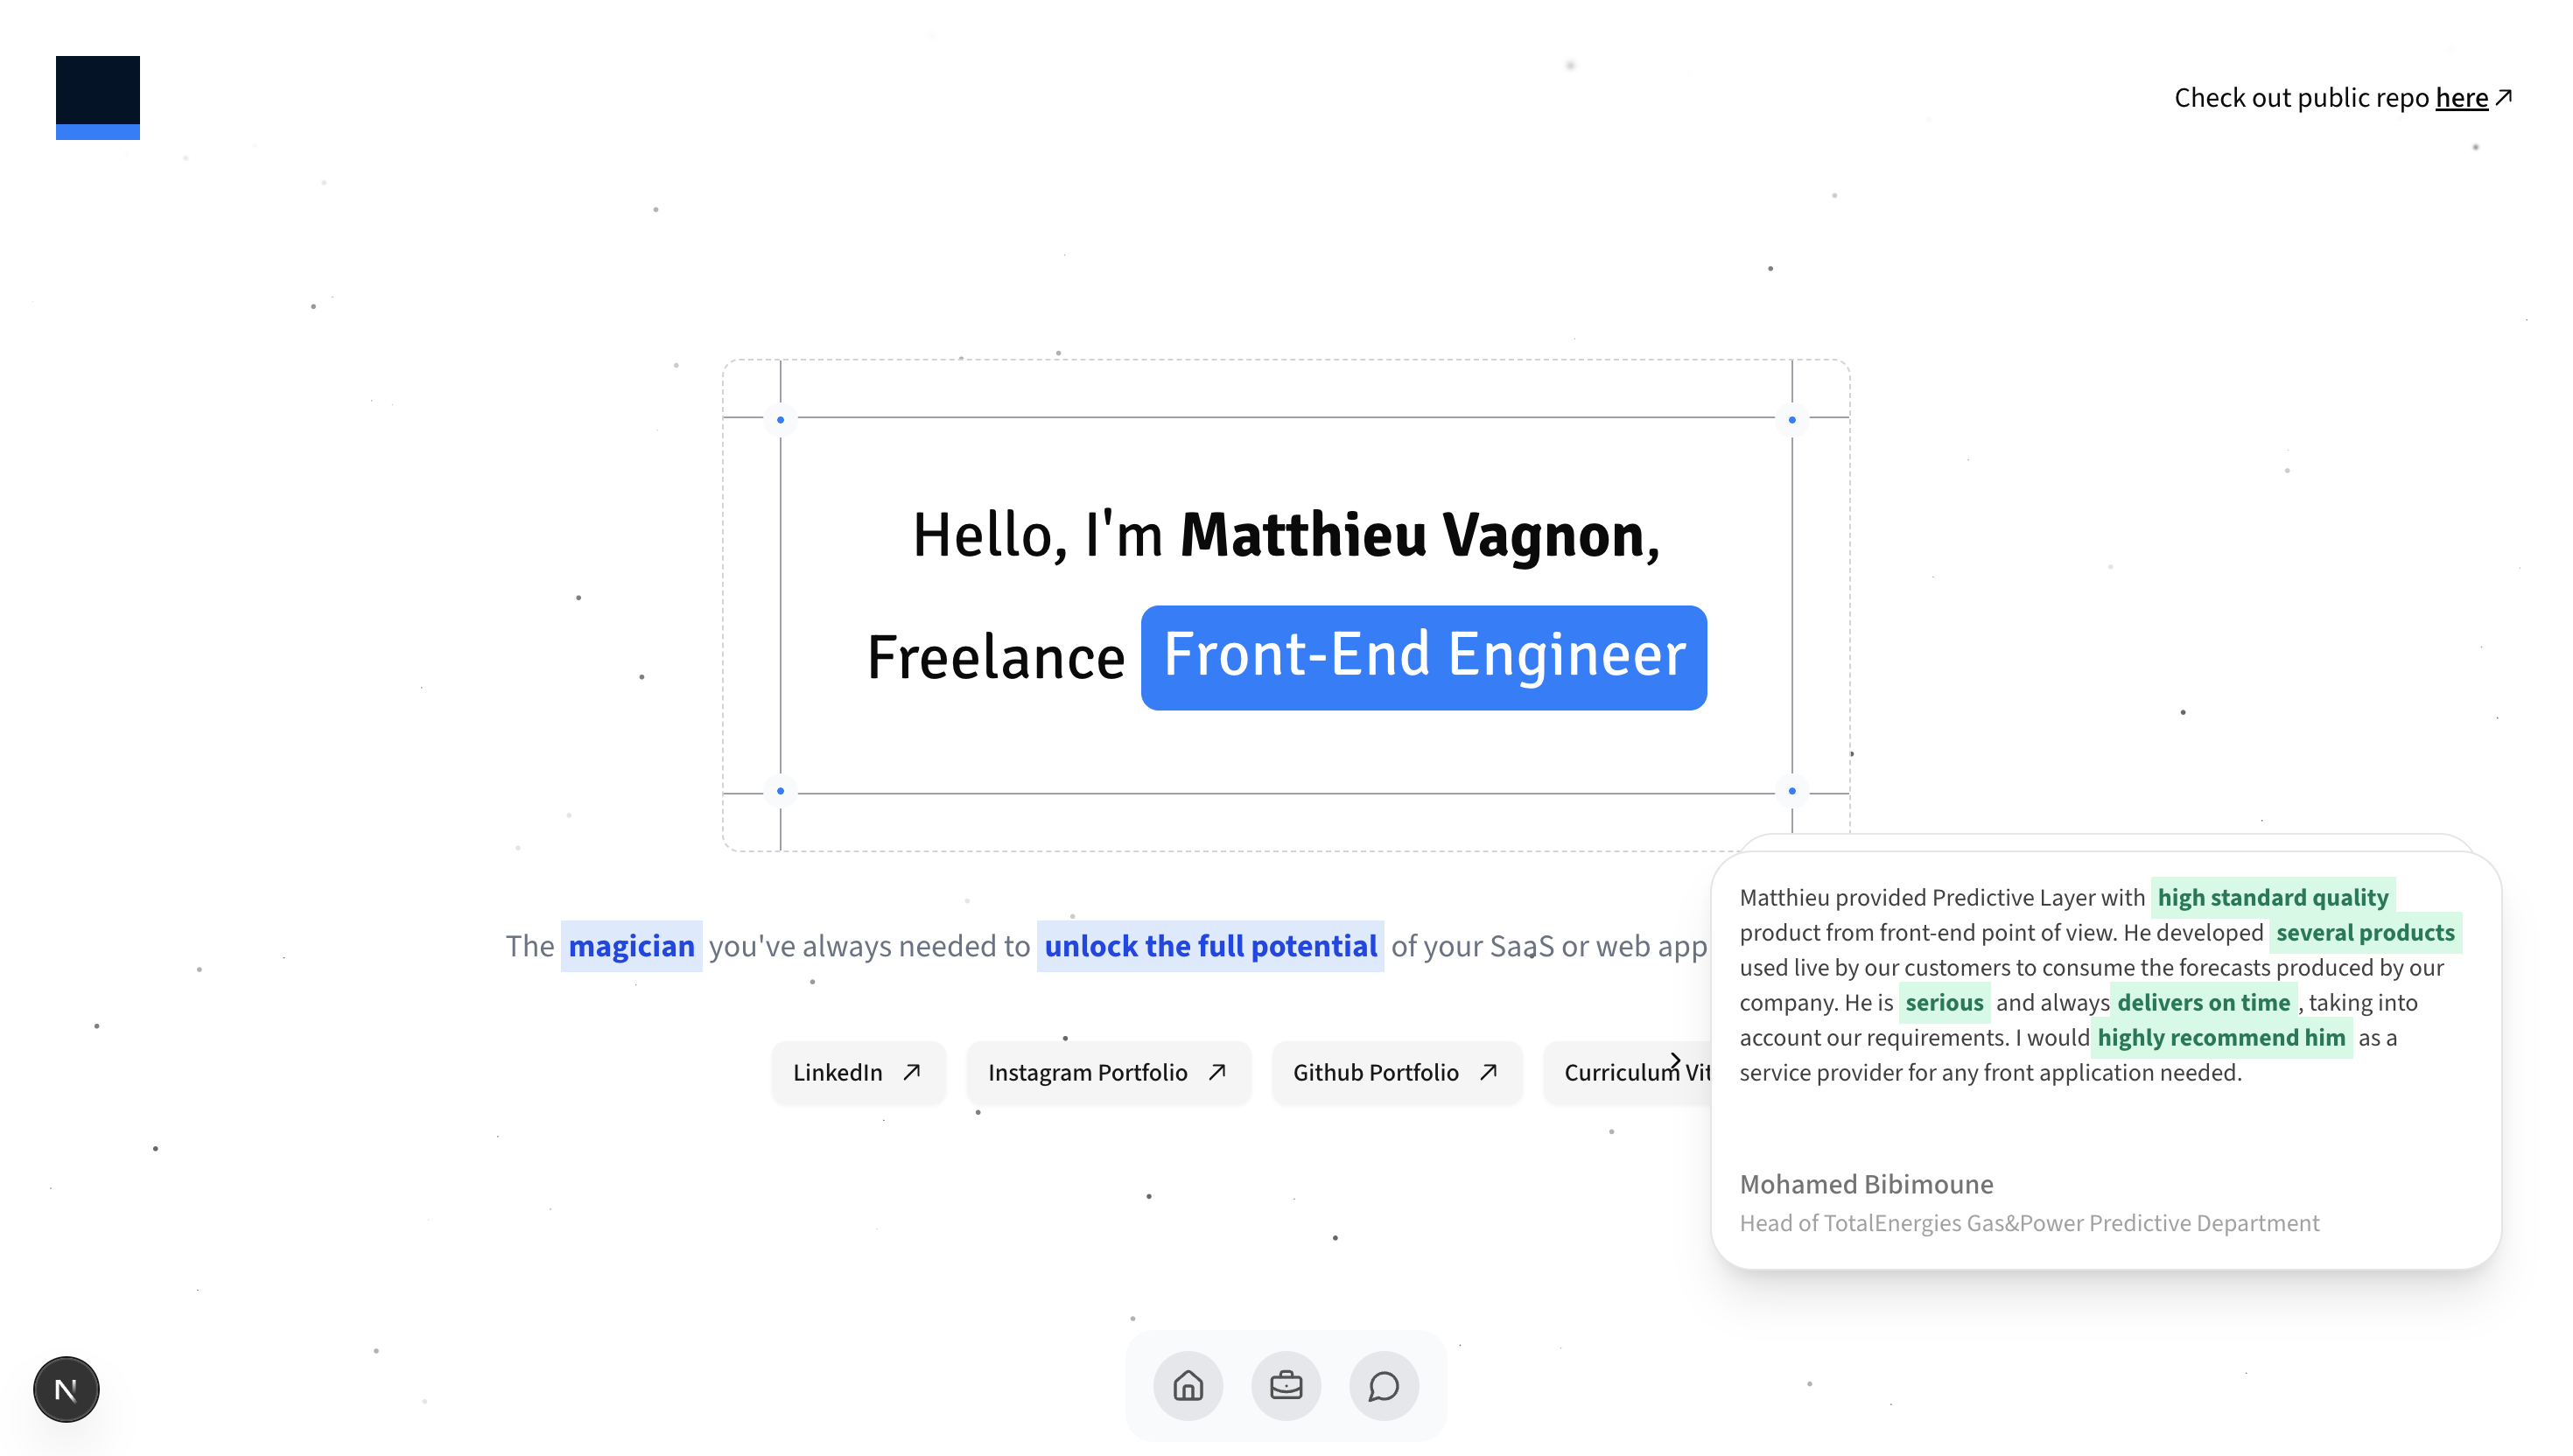 Check out public repo here
Hello, I'm Matthieu Vagnon,
Freelance Front-End Engineer
The magician you've always needed to unlock the full potential of your SaaS or web app
LinkedIn
Instagram Portfolio
Github Portfolio
Curriculum
Matthieu provided Predictive Layer with high standard quality
product from front-end point of view. He developed several products
used live by our customers to consume the forecasts produced by our
company. He is serious and always delivers on time , taking into
account our requirements. I would highly recommend him as a
service provider for any front application needed.
Mohamed Bibimoune
Head of TotalEnergies Gas&Power Predictive Department
N